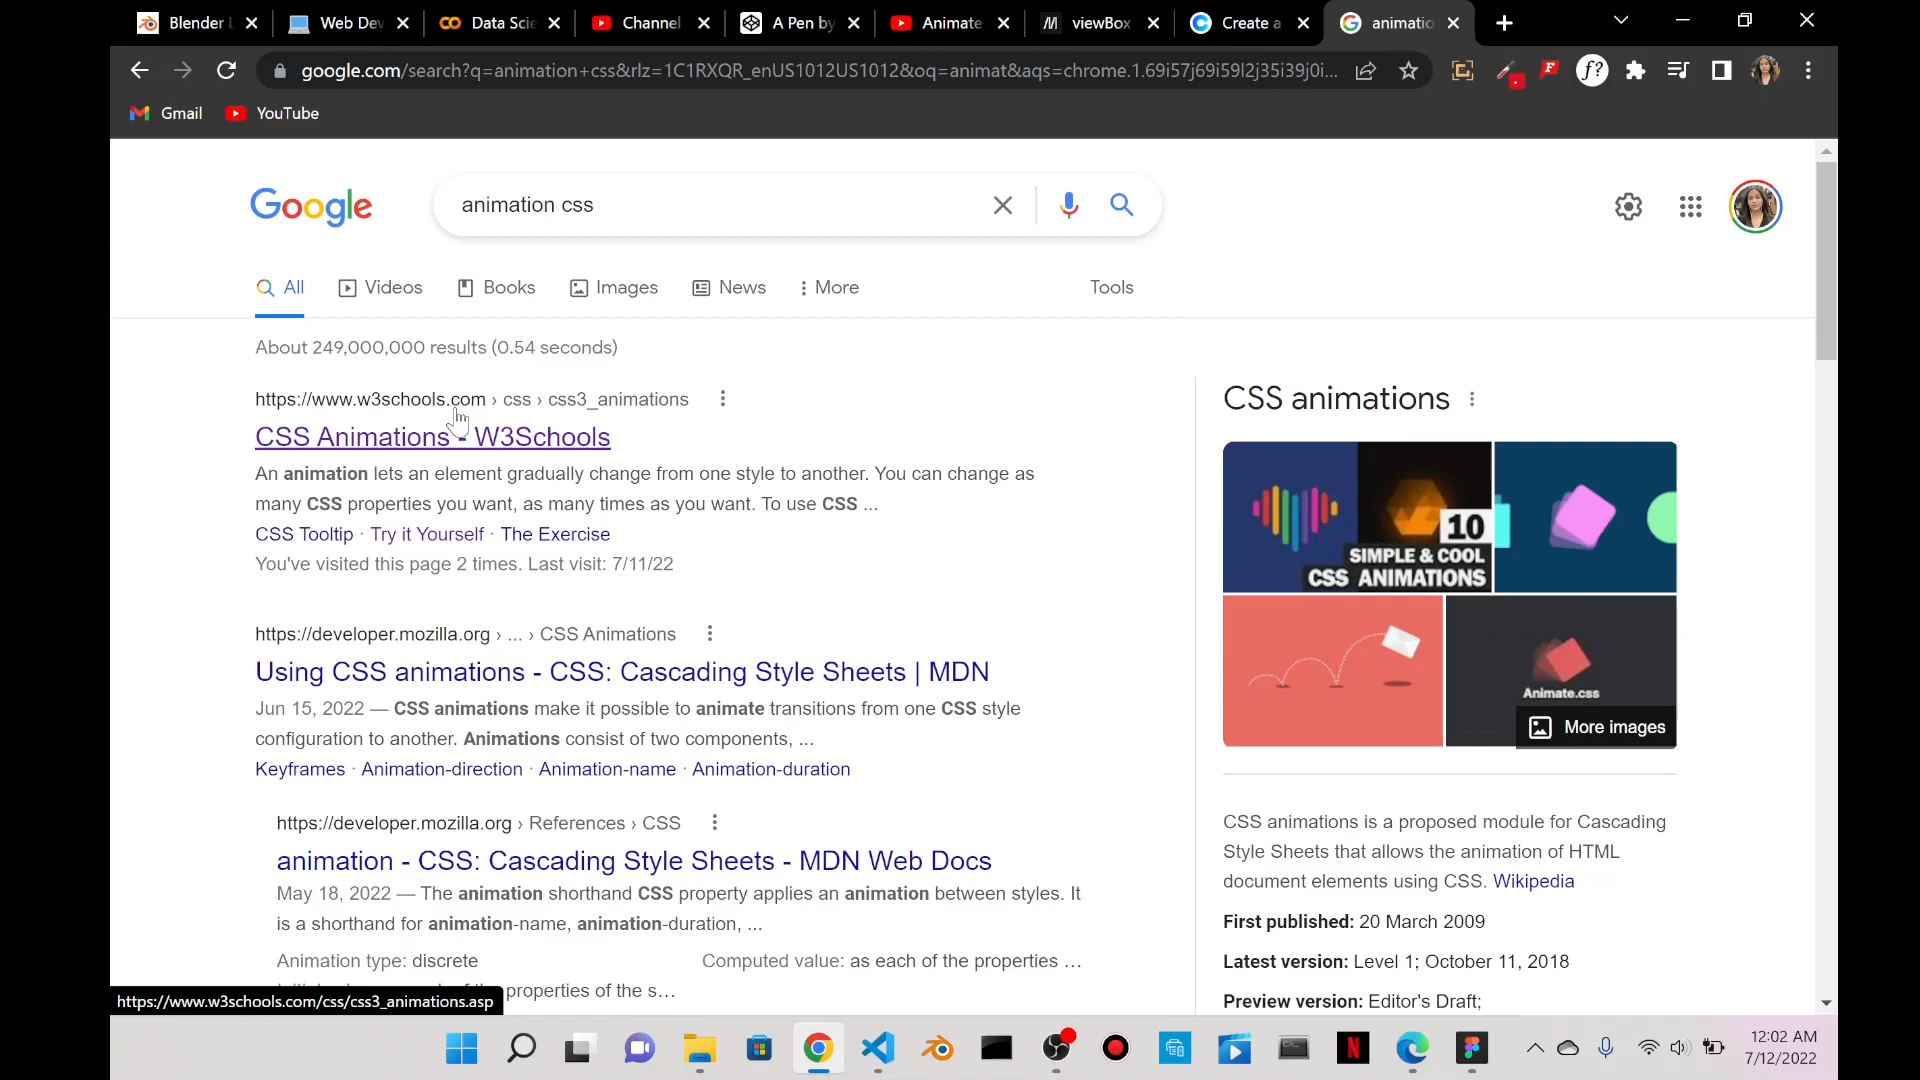 Blender
Web Dev
Data Scie
Channel
A Pen by
Animate
viewBox
Create a
animatio
google.com/search?q=animation+css&rlz=1C1RXQR_enUS1012US1012&oq=animat&aqs=chrome.1.69i57j69i59l2j35i39j0i...
Gmail
YouTube
Google
animation css
All
Videos
Books
Images
News
More
Tools
About 249,000,000 results (0.54 seconds)
https://www.w3schools.com › css › css3_animations
CSS Animations - W3Schools
An animation lets an element gradually change from one style to another. You can change as
many CSS properties you want, as many times as you want. To use CSS ...
CSS Tooltip · Try it Yourself · The Exercise
You've visited this page 2 times. Last visit: 7/11/22
https://developer.mozilla.org › ... › CSS Animations
Using CSS animations - CSS: Cascading Style Sheets | MDN
Jun 15, 2022 — CSS animations make it possible to animate transitions from one CSS style
configuration to another. Animations consist of two components, ...
Keyframes · Animation-direction · Animation-name · Animation-duration
https://developer.mozilla.org › References › CSS
animation - CSS: Cascading Style Sheets - MDN Web Docs
May 18, 2022 — The animation shorthand CSS property applies an animation between styles. It
is a shorthand for animation-name, animation-duration, ...
Animation type: discrete
Computed value: as each of the properties ...
properties of the s...
https://www.w3schools.com/css/css3_animations.asp
CSS animations
10
SIMPLE & COOL
CSS ANIMATIONS
Animate.css
More images
CSS animations is a proposed module for Cascading
Style Sheets that allows the animation of HTML
document elements using CSS. Wikipedia
First published: 20 March 2009
Latest version: Level 1; October 11, 2018
Preview version: Editor's Draft;
12:02 AM
7/12/2022